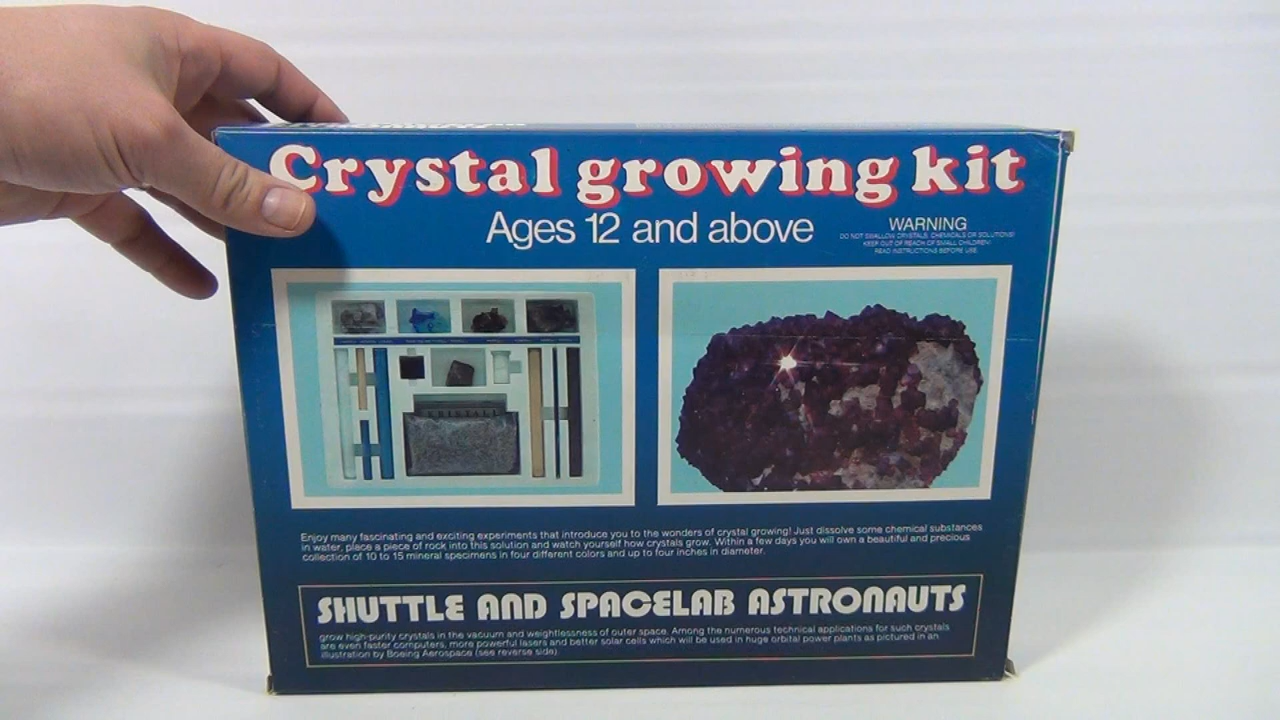 Crystal growing kit
Ages 12 and above
WARNING
DO NOT SWALLOW CRYSTALS, CHEMICALS OR SOLUTIONS!
KEEP OUT OF REACH OF SMALL CHILDREN!
READ INSTRUCTIONS BEFORE USE.
Enjoy many fascinating and exciting experiments that introduce you to the wonders of crystal growing! Just dissolve some chemical substances
in water, place a piece of rock into this solution and watch yourself how crystals grow. Within a few days you will own a beautiful and precious
collection of 10 to 15 mineral specimens in four different colors and up to four inches in diameter.
SHUTTLE AND SPACELAB ASTRONAUTS
grow high-purity crystals in the vacuum and weightlessness of outer space. Among the numerous technical applications for such crystals
are even faster computers, more powerful lasers and better solar cells which will be used in huge orbital power plants as pictured in an
illustration by Boeing Aerospace (see reverse side)